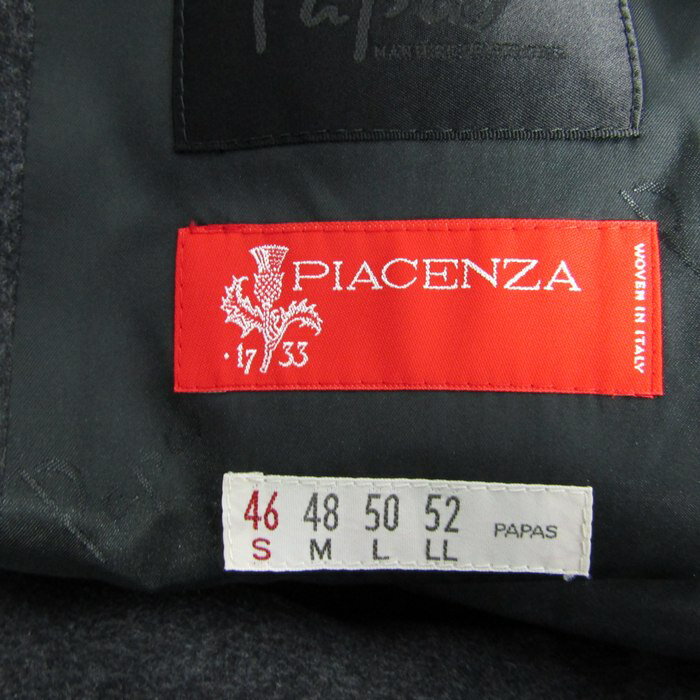 Papas
PIACENZA
·17 33
WOVEN IN ITALY
46 48 50 52
S M L LL
PAPAS